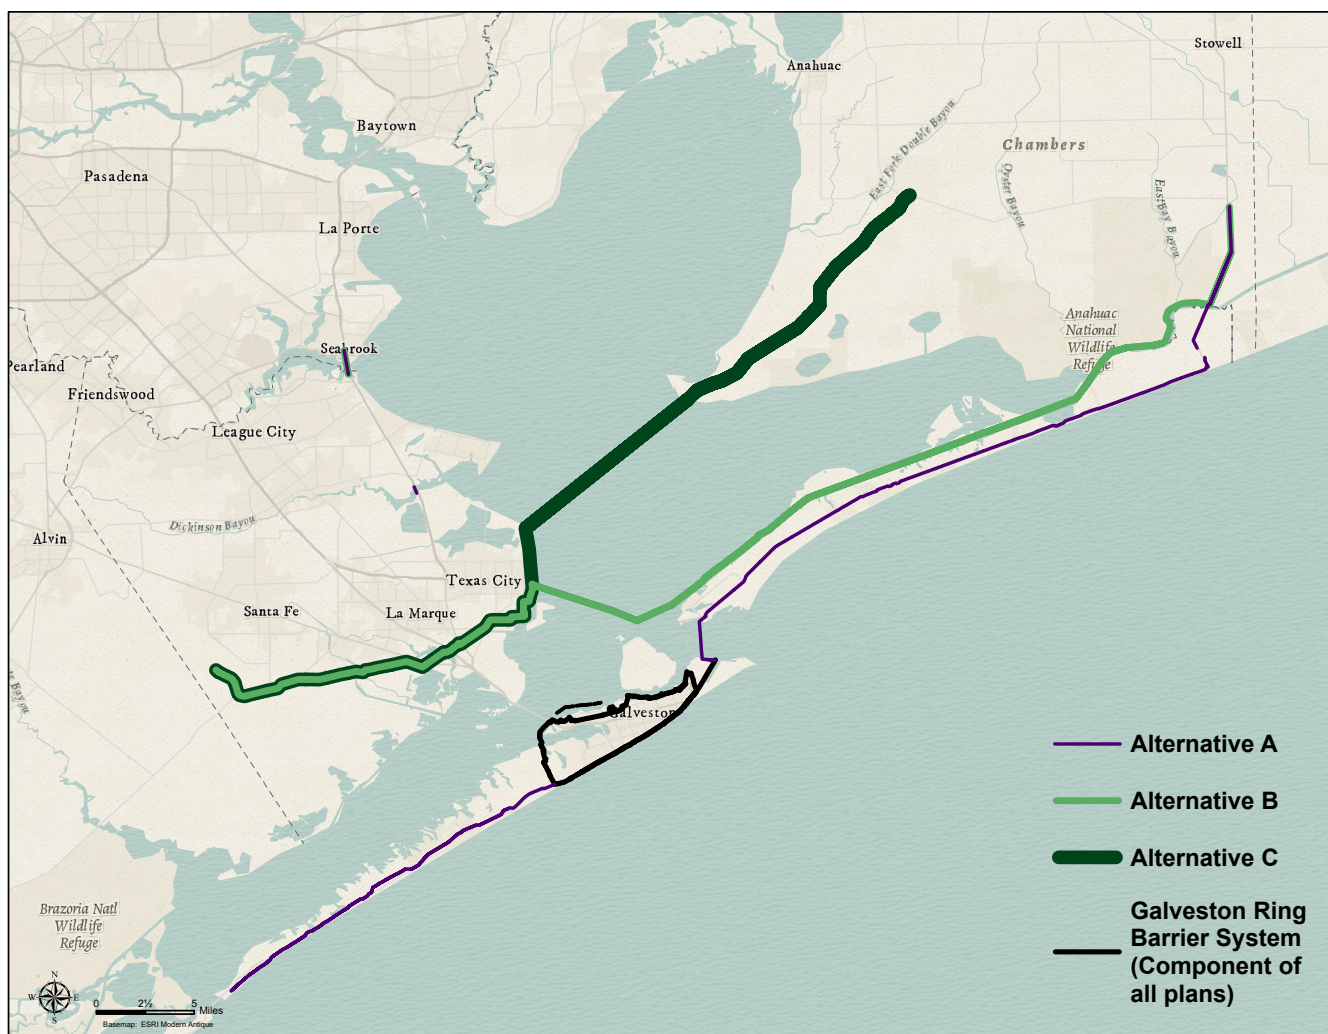 Stowell
Anahuac
Baytown
East Fork Double Bayou
Chambers
Pasadena
Oyster Bayou
East Bay Bayou
La Porte
Anahuac
National
Wildlife
Refuge
Seabrook
Pearland
Friendswood
League City
Dickinson Bayou
Alvin
Texas City
Santa Fe
La Marque
Bayou
Galveston
Alternative A
Alternative B
Alternative C
Galveston Ring
Barrier System
(Component of
all plans)
Brazoria Natl
Wildlife
Refuge
N
W E
S
0 2½ 5
Miles
Basemap: ESRI Modern Antique